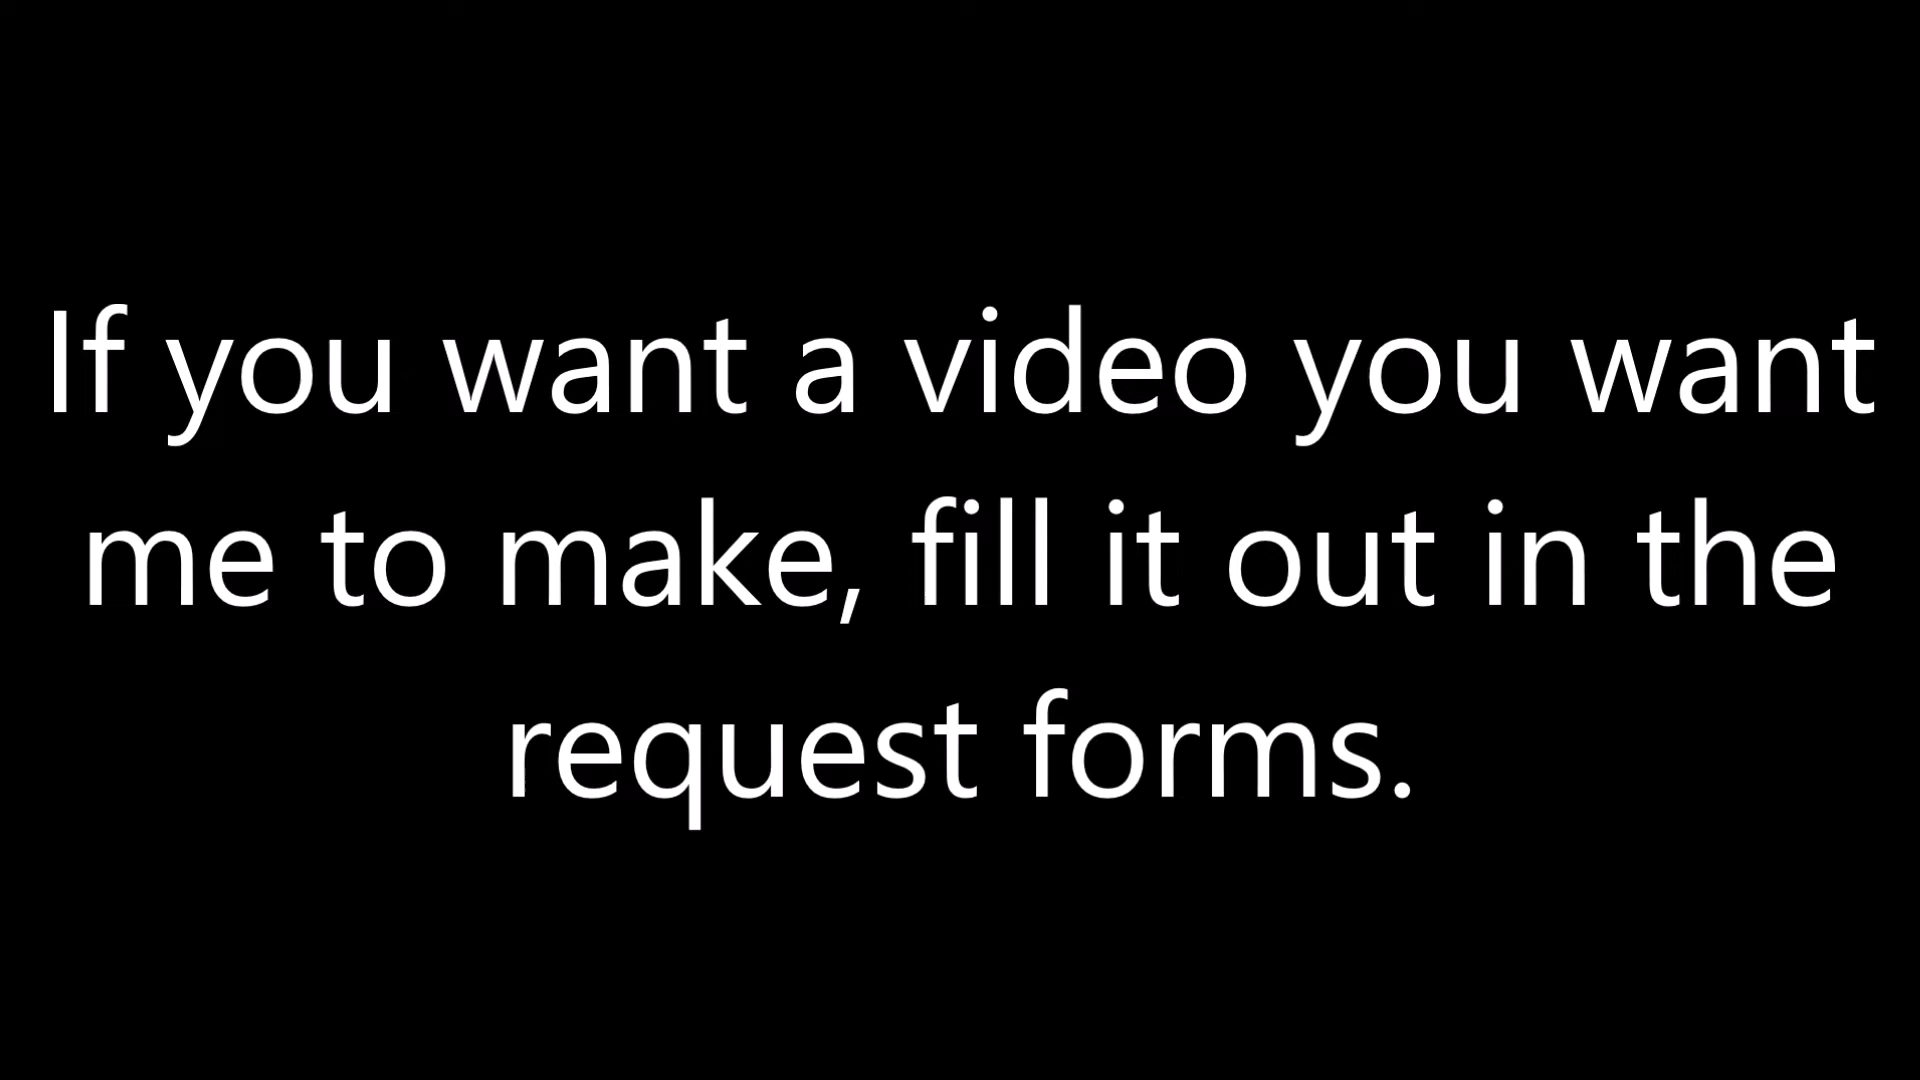 If you want a video you want
me to make, fill it out in the
request forms.